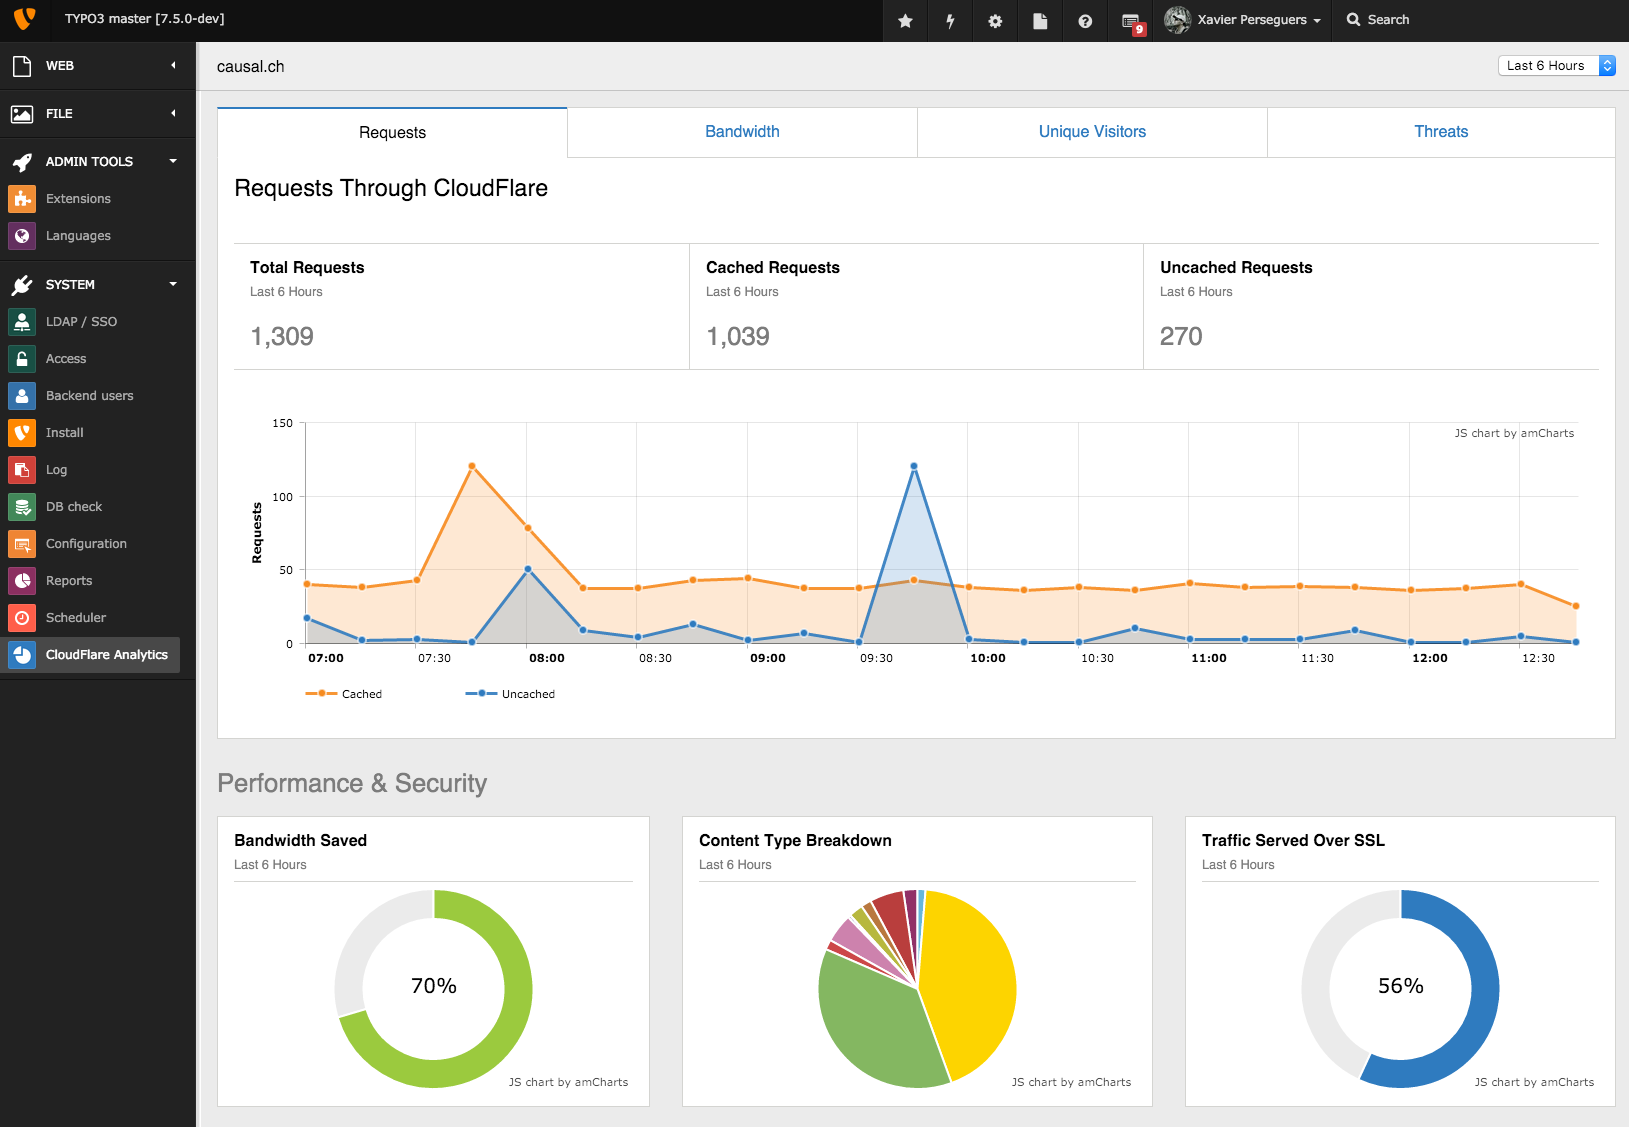 TYPO3 master [7.5.0-dev]
9
Xavier Perseguers
Search
WEB
FILE
ADMIN TOOLS
Extensions
Languages
SYSTEM
LDAP / SSO
Access
Backend users
Install
Log
DB check
Configuration
Reports
Scheduler
CloudFlare Analytics
causal.ch
Last 6 Hours
Requests
Bandwidth
Unique Visitors
Threats
Requests Through CloudFlare
Total Requests
Last 6 Hours
1,309
Cached Requests
Last 6 Hours
1,039
Uncached Requests
Last 6 Hours
270
150
100
50
0
Requests
JS chart by amCharts
07:00
07:30
08:00
08:30
09:00
09:30
10:00
10:30
11:00
11:30
12:00
12:30
Cached
Uncached
Performance & Security
Bandwidth Saved
Last 6 Hours
70%
JS chart by amCharts
Content Type Breakdown
Last 6 Hours
JS chart by amCharts
Traffic Served Over SSL
Last 6 Hours
56%
JS chart by amCharts